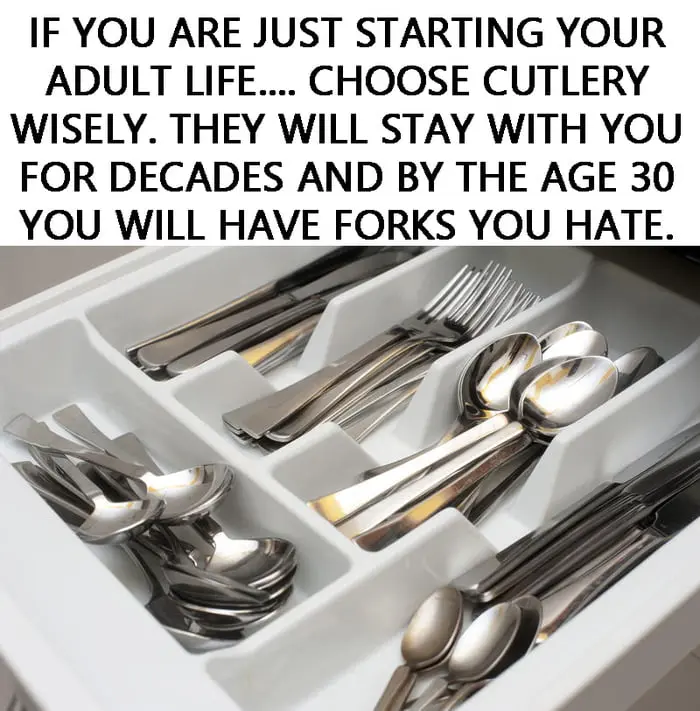 IF YOU ARE JUST STARTING YOUR
ADULT LIFE.... CHOOSE CUTLERY
WISELY. THEY WILL STAY WITH YOU
FOR DECADES AND BY THE AGE 30
YOU WILL HAVE FORKS YOU HATE.